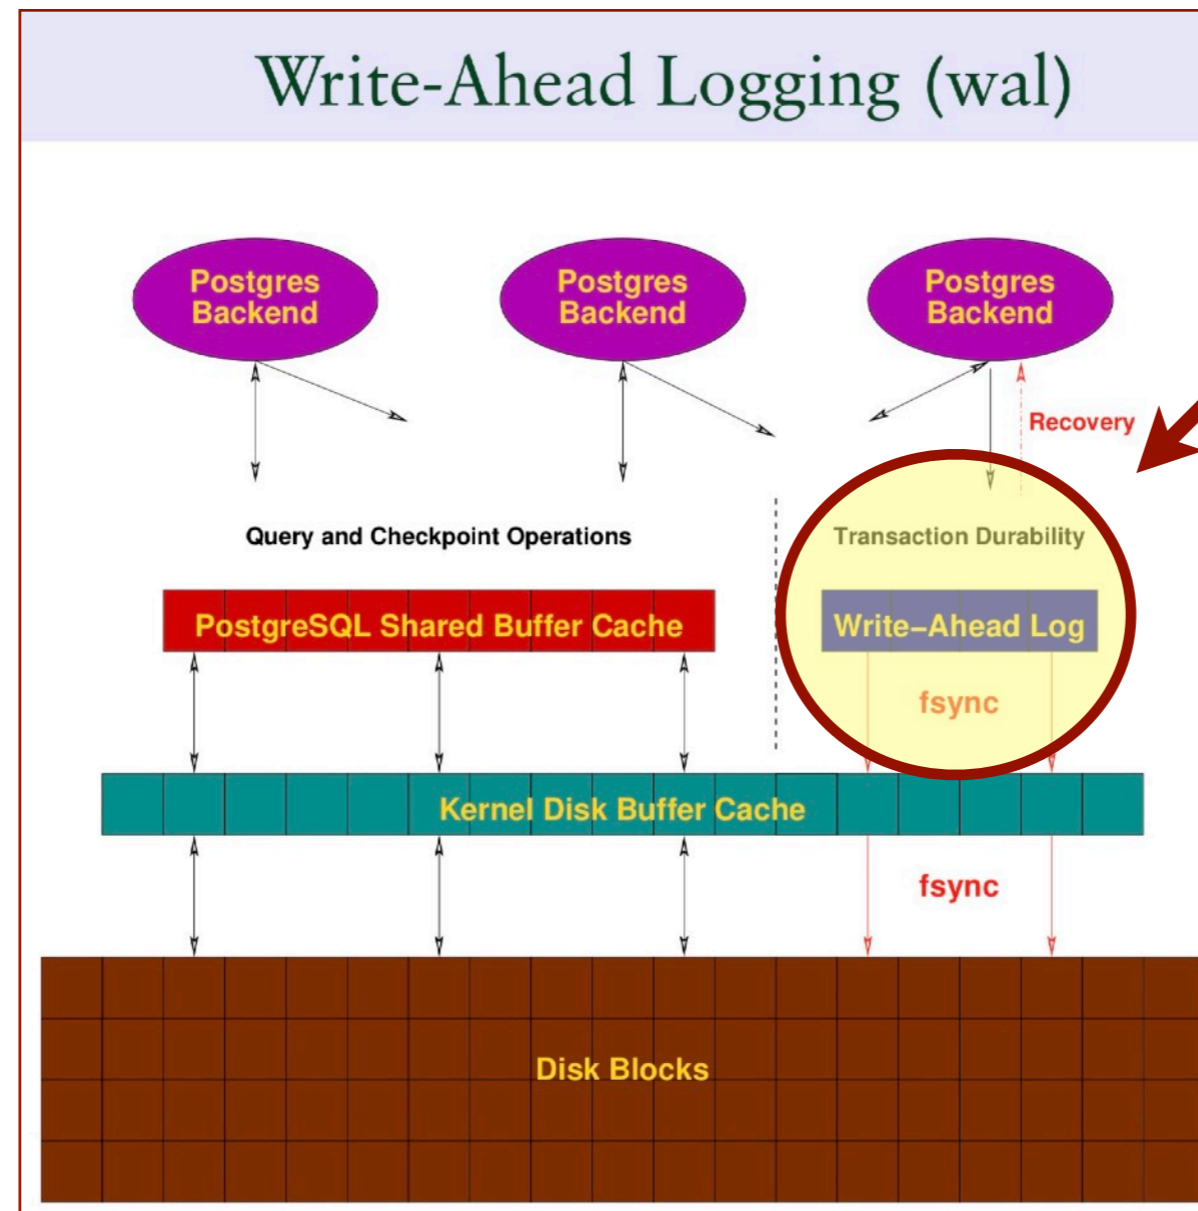 Write-Ahead Logging (wal)
Postgres
Backend
Postgres
Backend
Postgres
Backend
Recovery
Query and Checkpoint Operations
Transaction Durability
PostgreSQL Shared Buffer Cache
Write−Ahead Log
fsync
Kernel Disk Buffer Cache
fsync
Disk Blocks